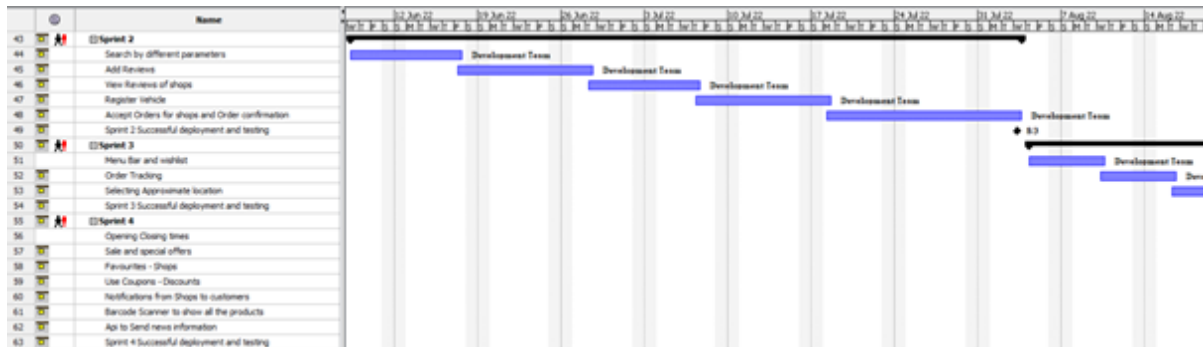 Name
12 Jun 22 19 Jun 22 26 Jun 22 3 Jul 22 10 Jul 22 17 Jul 22 24 Jul 22 31 Jul 22 7 Aug 22 14 Aug 22
43 Sprint 2
44 Search by different parameters Development Team
45 Add Reviews Development Team
46 View Reviews of shops Development Team
47 Register Vehicle Development Team
48 Accept Orders for shops and Order confirmation Development Team
49 Sprint 2 Successful deployment and testing 8/3
50 Sprint 3
51 Menu Bar and wishlist Development Team
52 Order Tracking
53 Selecting Approximate location
54 Sprint 3 Successful deployment and testing
55 Sprint 4
56 Opening Closing times
57 Sale and special offers
58 Favourites - Shops
59 Use Coupons - Discounts
60 Notifications from Shops to customers
61 Barcode Scanner to show all the products
62 Api to Send news information
63 Sprint 4 Successful deployment and testing